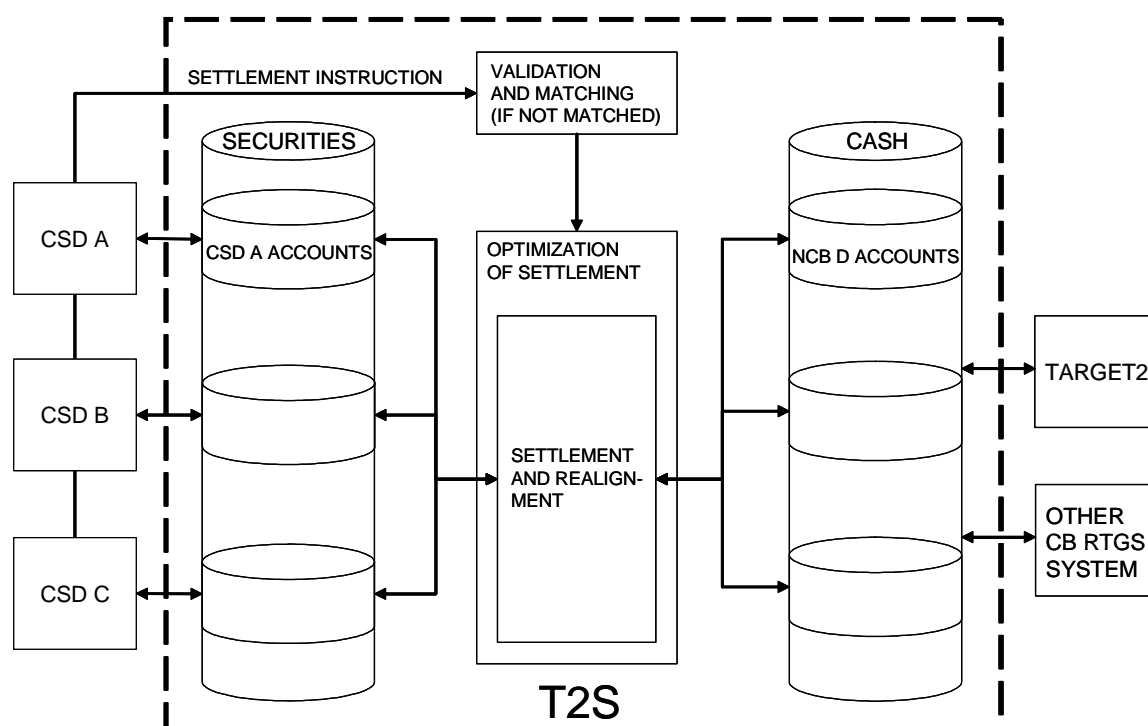 SETTLEMENT INSTRUCTION
VALIDATION
AND MATCHING
(IF NOT MATCHED)
SECURITIES
CASH
CSD A
CSD A ACCOUNTS
OPTIMIZATION
OF SETTLEMENT
NCB D ACCOUNTS
TARGET2
CSD B
SETTLEMENT
AND REALIGN-
MENT
OTHER
CB RTGS
SYSTEM
CSD C
T2S